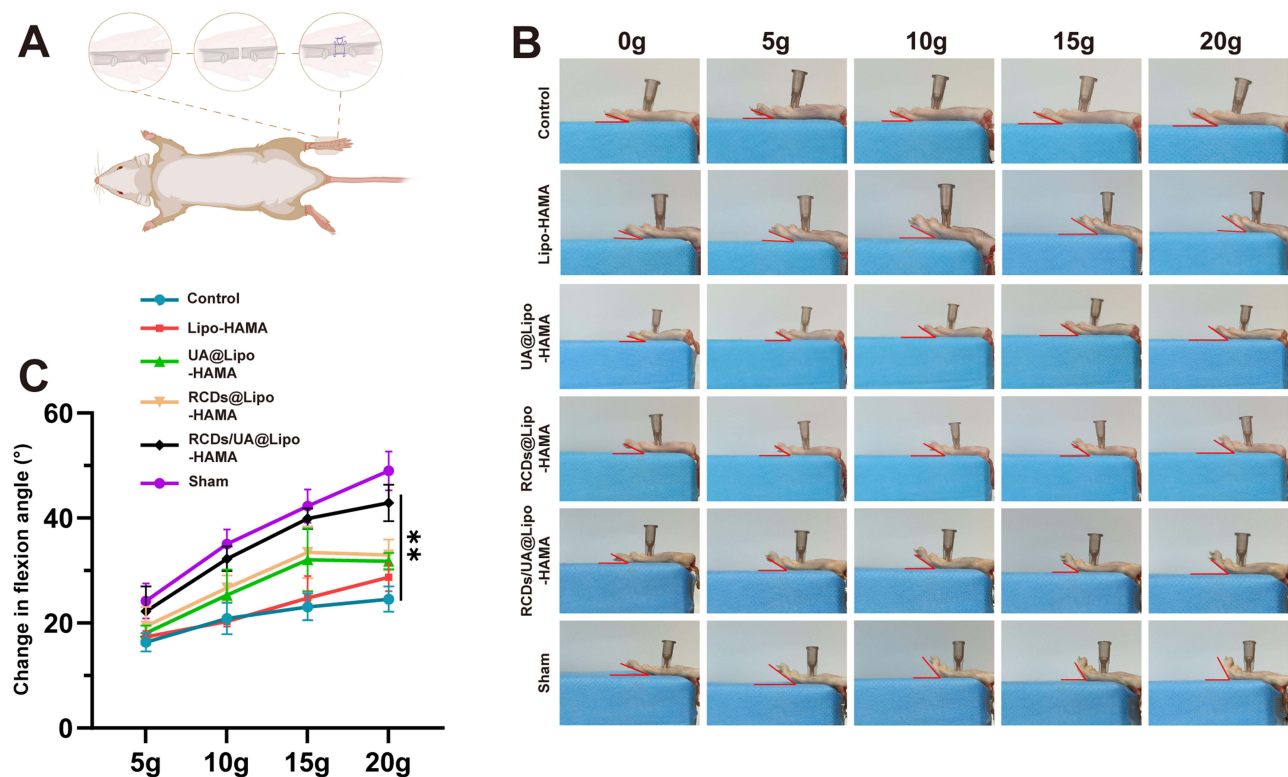 A
B
0g 5g 10g 15g 20g
Control
Lipo-HAMA
UA@Lipo
-HAMA
RCDs@Lipo
-HAMA
RCDs/UA@Lipo
-HAMA
Sham
C
Control
Lipo-HAMA
UA@Lipo
-HAMA
RCDs@Lipo
-HAMA
RCDs/UA@Lipo
-HAMA
Sham
Change in flexion angle (°)
60
40
20
0
**
5g 10g 15g 20g